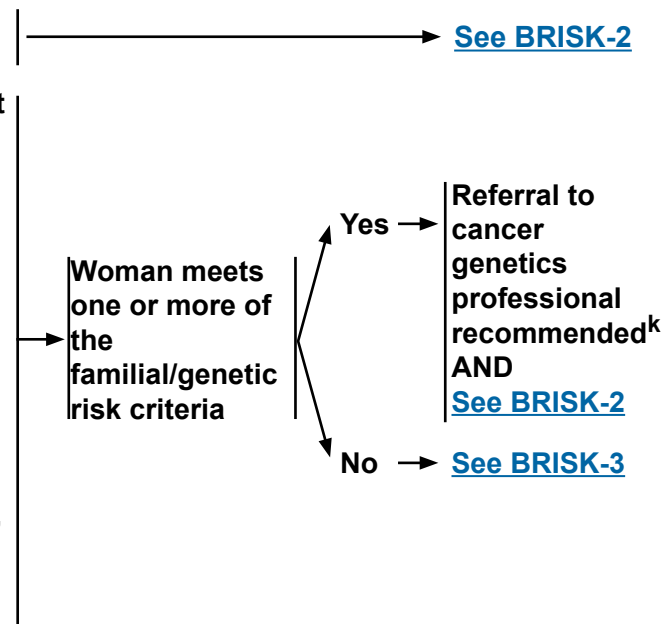 See BRISK-2
t
Woman meets
one or more of
the
familial/genetic
risk criteria
Yes
Referral to
cancer
genetics
professional
recommendedᵏ
AND
See BRISK-2
No
See BRISK-3